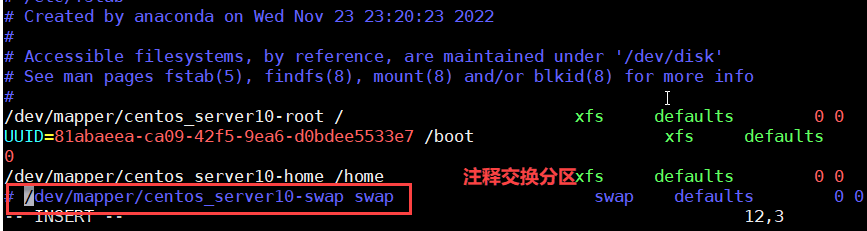 # Created by anaconda on Wed Nov 23 23:20:23 2022
#
# Accessible filesystems, by reference, are maintained under '/dev/disk'
# See man pages fstab(5), findfs(8), mount(8) and/or blkid(8) for more info
#
/dev/mapper/centos_server10-root / xfs defaults 0 0
UUID=81abaeea-ca09-42f5-9ea6-d0bdee5533e7 /boot xfs defaults
0
/dev/mapper/centos_server10-home /home 注释交换分区 xfs defaults 0 0
# /dev/mapper/centos_server10-swap swap swap defaults 0 0
-- INSERT -- 12,3